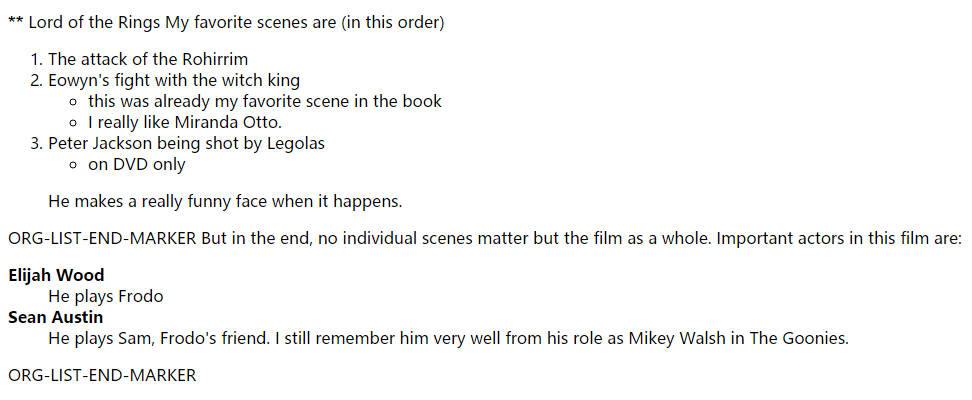 ** Lord of the Rings My favorite scenes are (in this order)
1. The attack of the Rohirrim
2. Eowyn's fight with the witch king
○ this was already my favorite scene in the book
○ I really like Miranda Otto.
3. Peter Jackson being shot by Legolas
○ on DVD only
He makes a really funny face when it happens.
ORG-LIST-END-MARKER But in the end, no individual scenes matter but the film as a whole. Important actors in this film are:
Elijah Wood
He plays Frodo
Sean Austin
He plays Sam, Frodo's friend. I still remember him very well from his role as Mikey Walsh in The Goonies.
ORG-LIST-END-MARKER